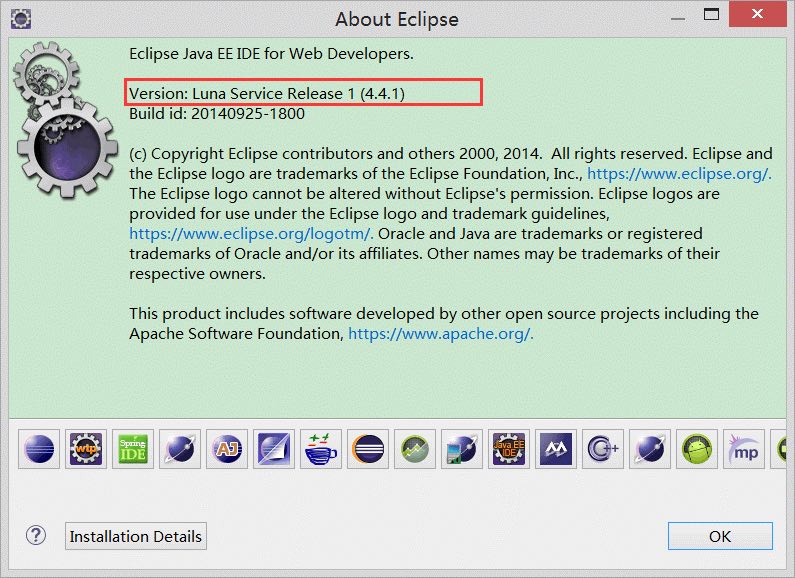 About Eclipse
Eclipse Java EE IDE for Web Developers.
Version: Luna Service Release 1 (4.4.1)
Build id: 20140925-1800
(c) Copyright Eclipse contributors and others 2000, 2014.  All rights reserved. Eclipse and
the Eclipse logo are trademarks of the Eclipse Foundation, Inc., https://www.eclipse.org/.
The Eclipse logo cannot be altered without Eclipse's permission. Eclipse logos are
provided for use under the Eclipse logo and trademark guidelines,
https://www.eclipse.org/logotm/. Oracle and Java are trademarks or registered
trademarks of Oracle and/or its affiliates. Other names may be trademarks of their
respective owners.
This product includes software developed by other open source projects including the
Apache Software Foundation, https://www.apache.org/.
wtp
Spring
IDE
AJ
Java EE
IDE
C++
mp
?
Installation Details
OK